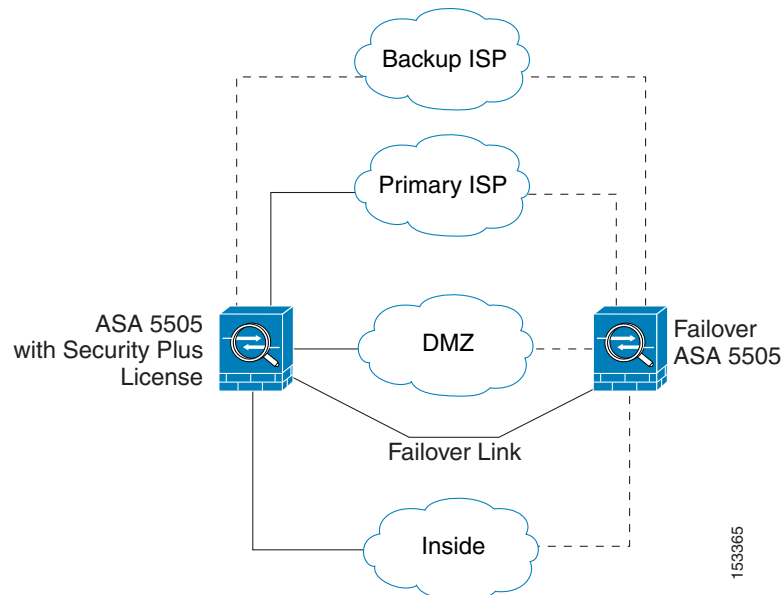 Backup ISP
Primary ISP
ASA 5505
with Security Plus
License
DMZ
Failover
ASA 5505
Failover Link
Inside
153365